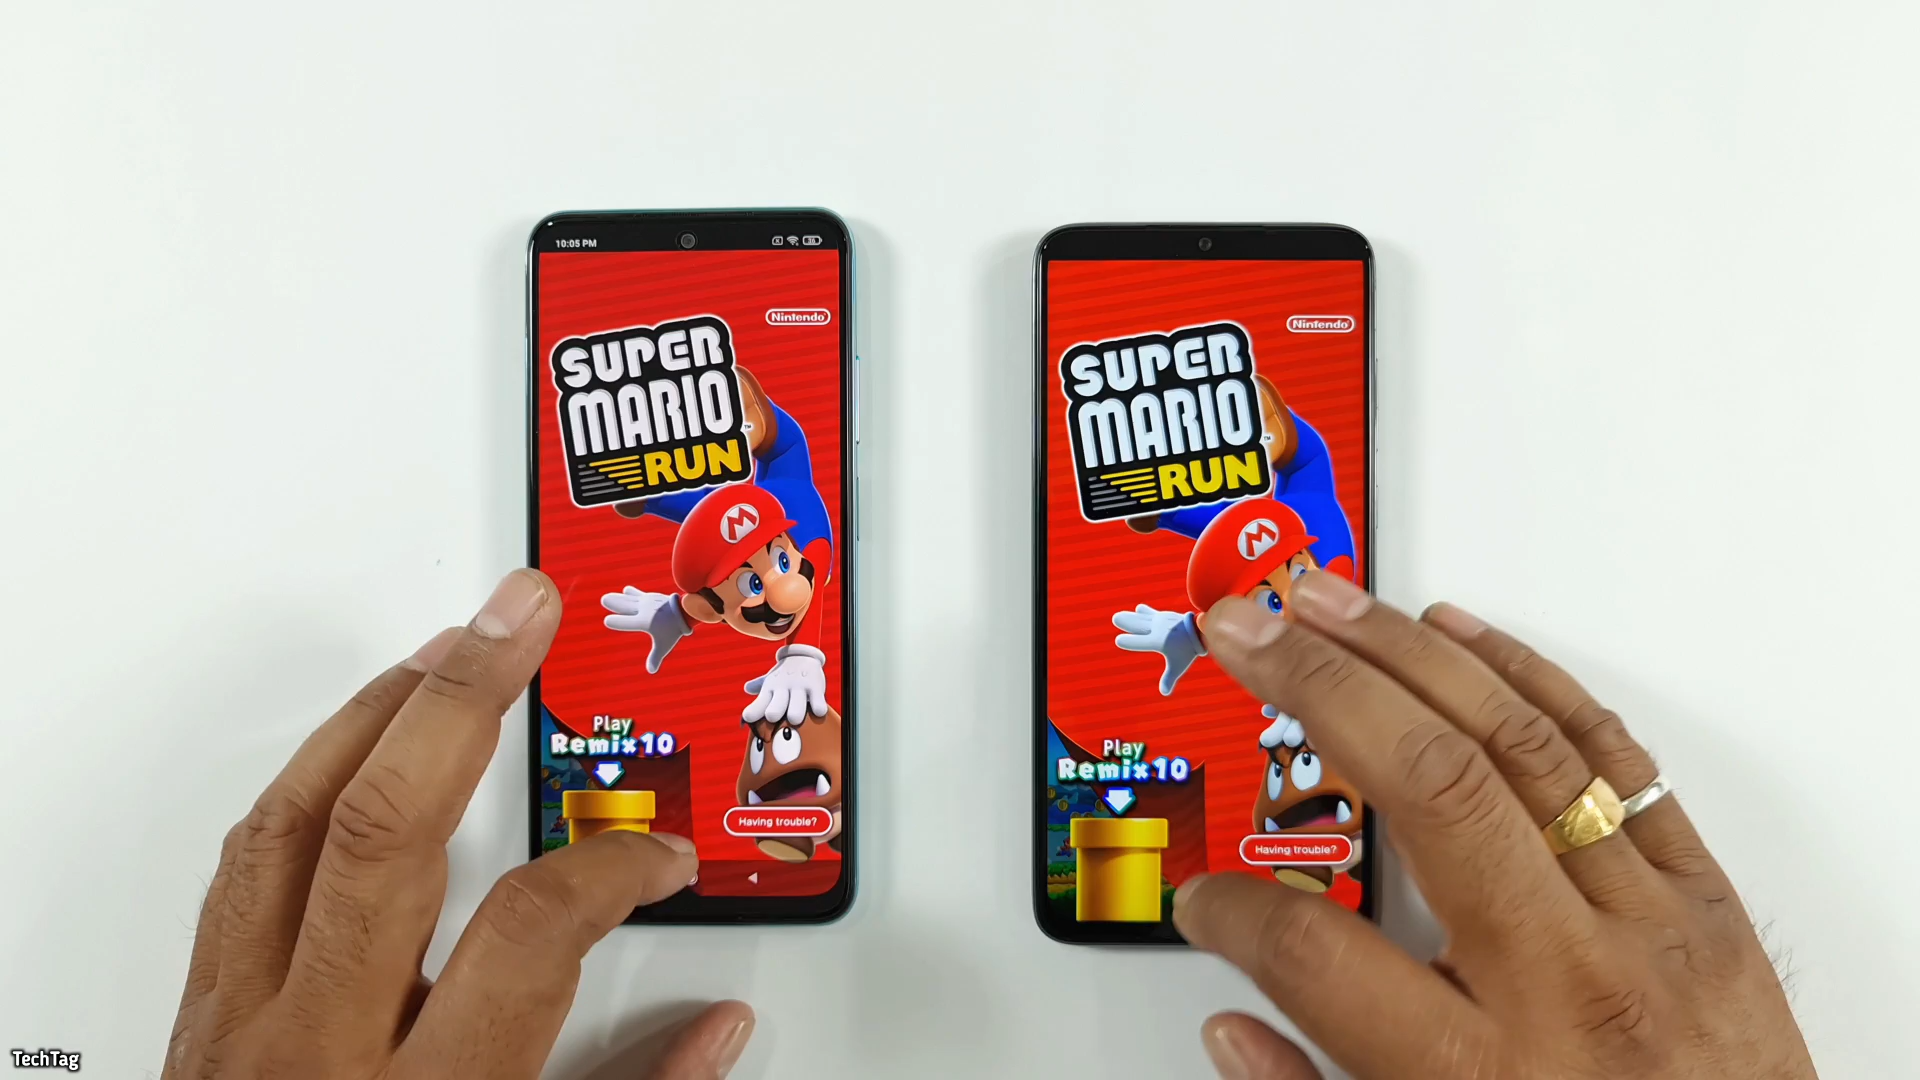 10:05 PM
Nintendo
SUPER
MARIO
RUN
Play
Remix10
Having trouble?
Nintendo
SUPER
MARIO
RUN
Play
Remix10
Having trouble?
TechTag